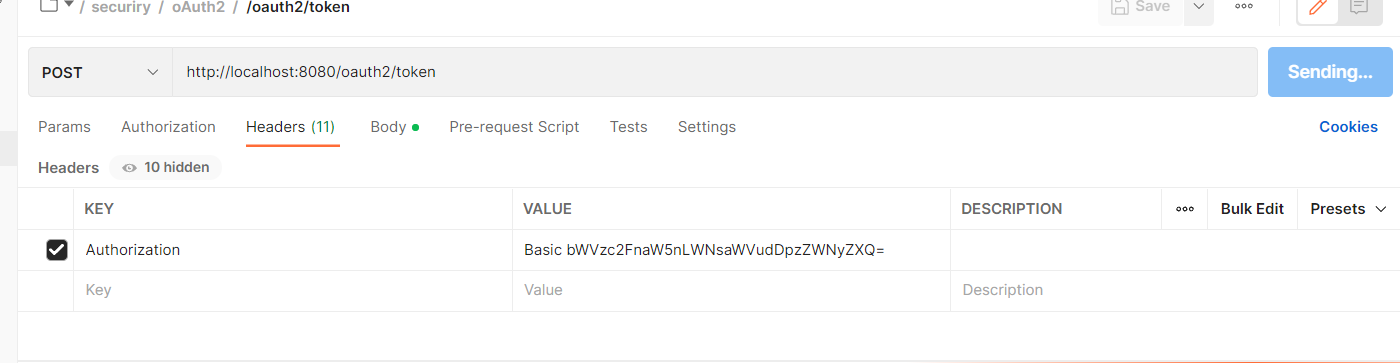 / securiry / oAuth2 / /oauth2/token
Save
POST
http://localhost:8080/oauth2/token
Sending...
Params Authorization Headers (11) Body Pre-request Script Tests Settings Cookies
Headers 10 hidden
KEY VALUE DESCRIPTION Bulk Edit Presets
Authorization Basic bWVzc2FnaW5nLWNsaWVudDpzZWNyZXQ=
Key Value Description